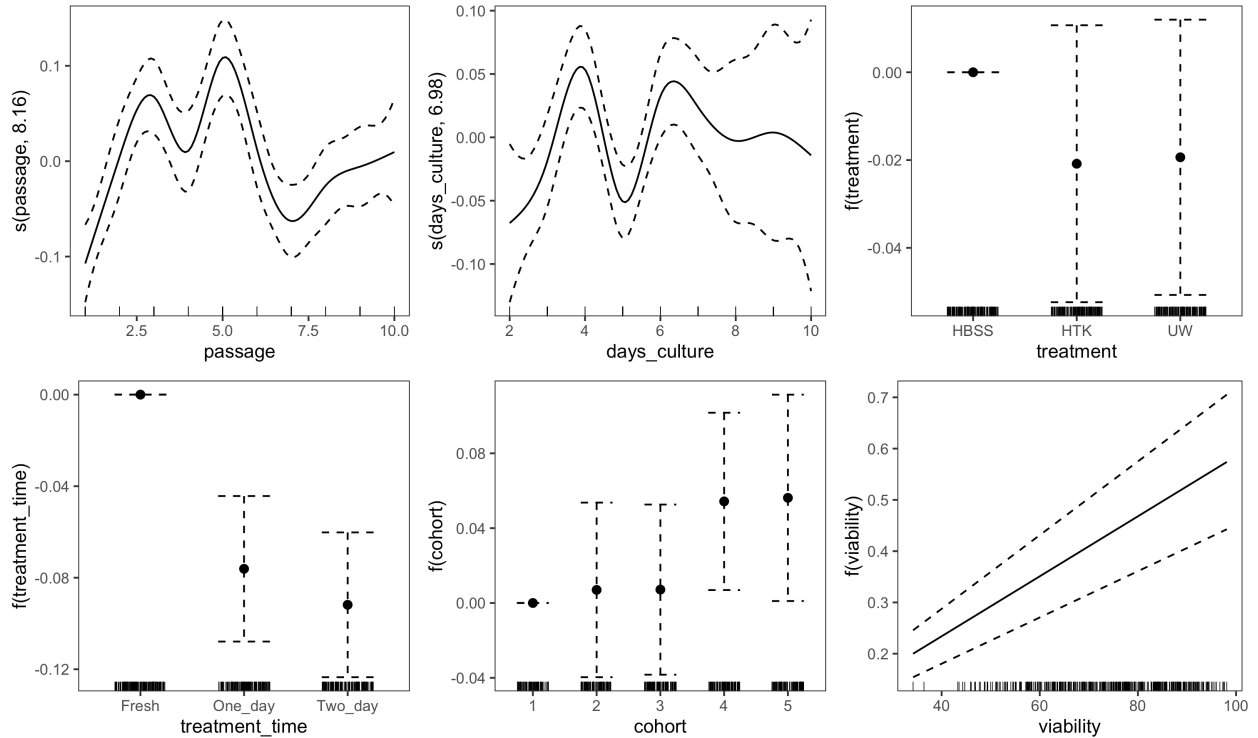 s(passage, 8.16)
0.1
0.0
-0.1
2.5 5.0 7.5 10.0
passage
s(days_culture, 6.98)
0.10
0.05
0.00
-0.05
-0.10
2 4 6 8 10
days_culture
f(treatment)
0.00
-0.02
-0.04
HBSS HTK UW
treatment
f(treatment_time)
0.00
-0.04
-0.08
-0.12
Fresh One_day Two_day
treatment_time
f(cohort)
0.08
0.04
0.00
-0.04
1 2 3 4 5
cohort
f(viability)
0.7
0.6
0.5
0.4
0.3
0.2
40 60 80 100
viability